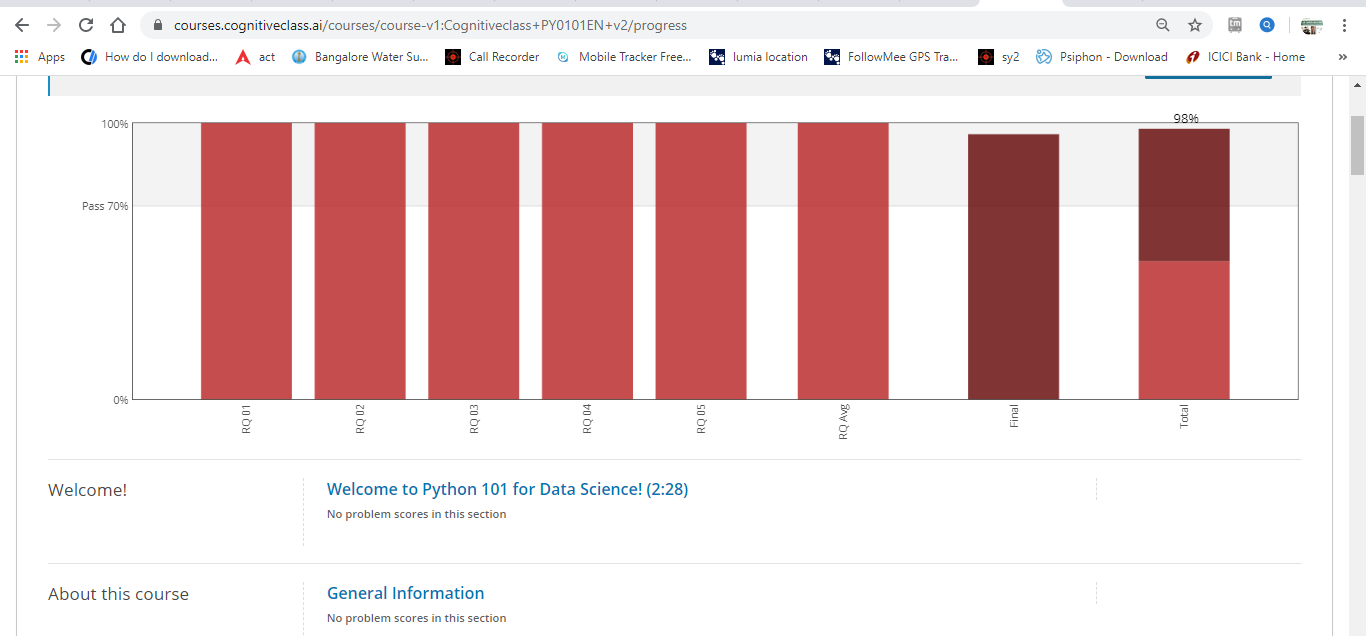 courses.cognitiveclass.ai/courses/course-v1:Cognitiveclass+PY0101EN+v2/progress
Apps How do I download... act Bangalore Water Su... Call Recorder Mobile Tracker Free... lumia location FollowMee GPS Tra... sy2 Psiphon - Download ICICI Bank - Home »
98%
100%
Pass 70%
0%
RQ 01 RQ 02 RQ 03 RQ 04 RQ 05 RQ Avg Final Total
Welcome! Welcome to Python 101 for Data Science! (2:28)
No problem scores in this section
About this course General Information
No problem scores in this section